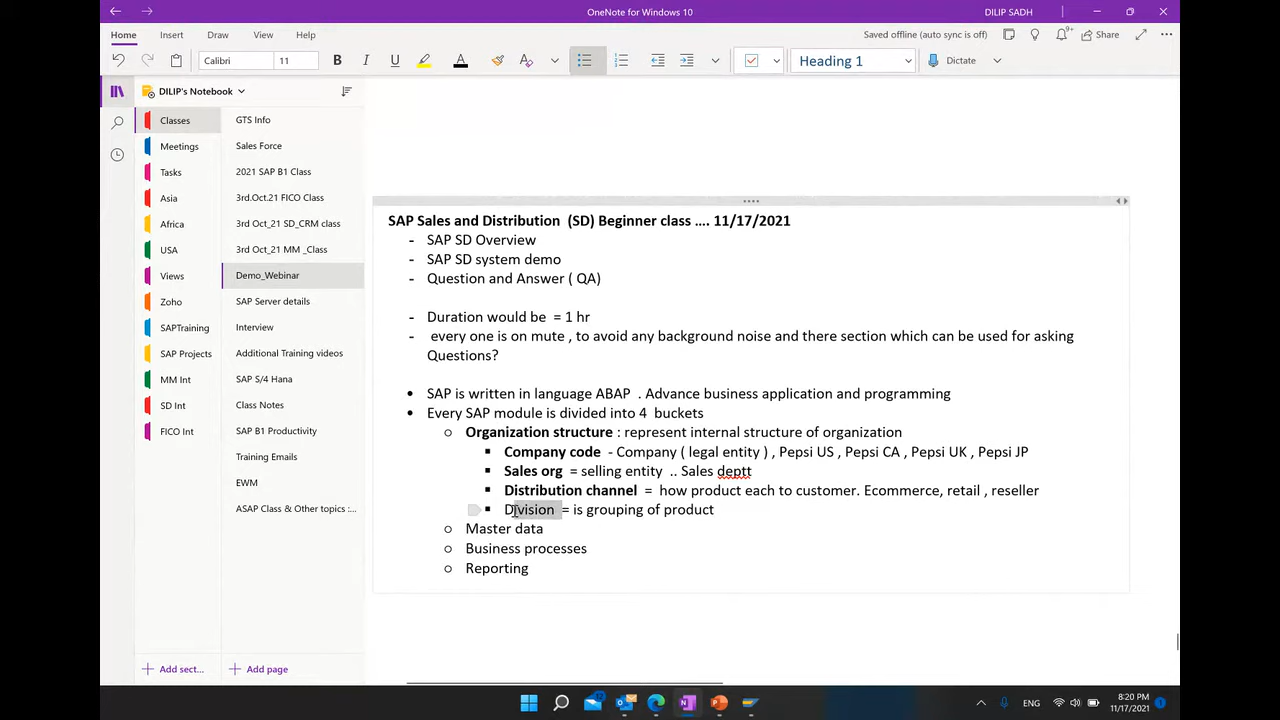 OneNote for Windows 10
DILIP SADH
Home Insert Draw View Help
Saved offline (auto sync is off)
Share
Calibri 11 B I U A
Heading 1
Dictate
DILIP's Notebook
Classes
Meetings
Tasks
Asia
Africa
USA
Views
Zoho
SAPTraining
SAP Projects
MM Int
SD Int
FICO Int
GTS Info
Sales Force
2021 SAP B1 Class
3rd.Oct.21 FICO Class
3rd Oct_21 SD_CRM class
3rd Oct_21 MM _Class
Demo_Webinar
SAP Server details
Interview
Additional Training videos
SAP S/4 Hana
Class Notes
SAP B1 Productivity
Training Emails
EWM
ASAP Class & Other topics :...
SAP Sales and Distribution (SD) Beginner class .... 11/17/2021
- SAP SD Overview
- SAP SD system demo
- Question and Answer ( QA)
- Duration would be = 1 hr
- every one is on mute , to avoid any background noise and there section which can be used for asking
Questions?
• SAP is written in language ABAP . Advance business application and programming
• Every SAP module is divided into 4 buckets
○ Organization structure : represent internal structure of organization
▪ Company code - Company ( legal entity ) , Pepsi US , Pepsi CA , Pepsi UK , Pepsi JP
▪ Sales org = selling entity .. Sales deptt
▪ Distribution channel = how product each to customer. Ecommerce, retail , reseller
▪ Division = is grouping of product
○ Master data
○ Business processes
○ Reporting
+ Add sect...
+ Add page
ENG
8:20 PM
11/17/2021